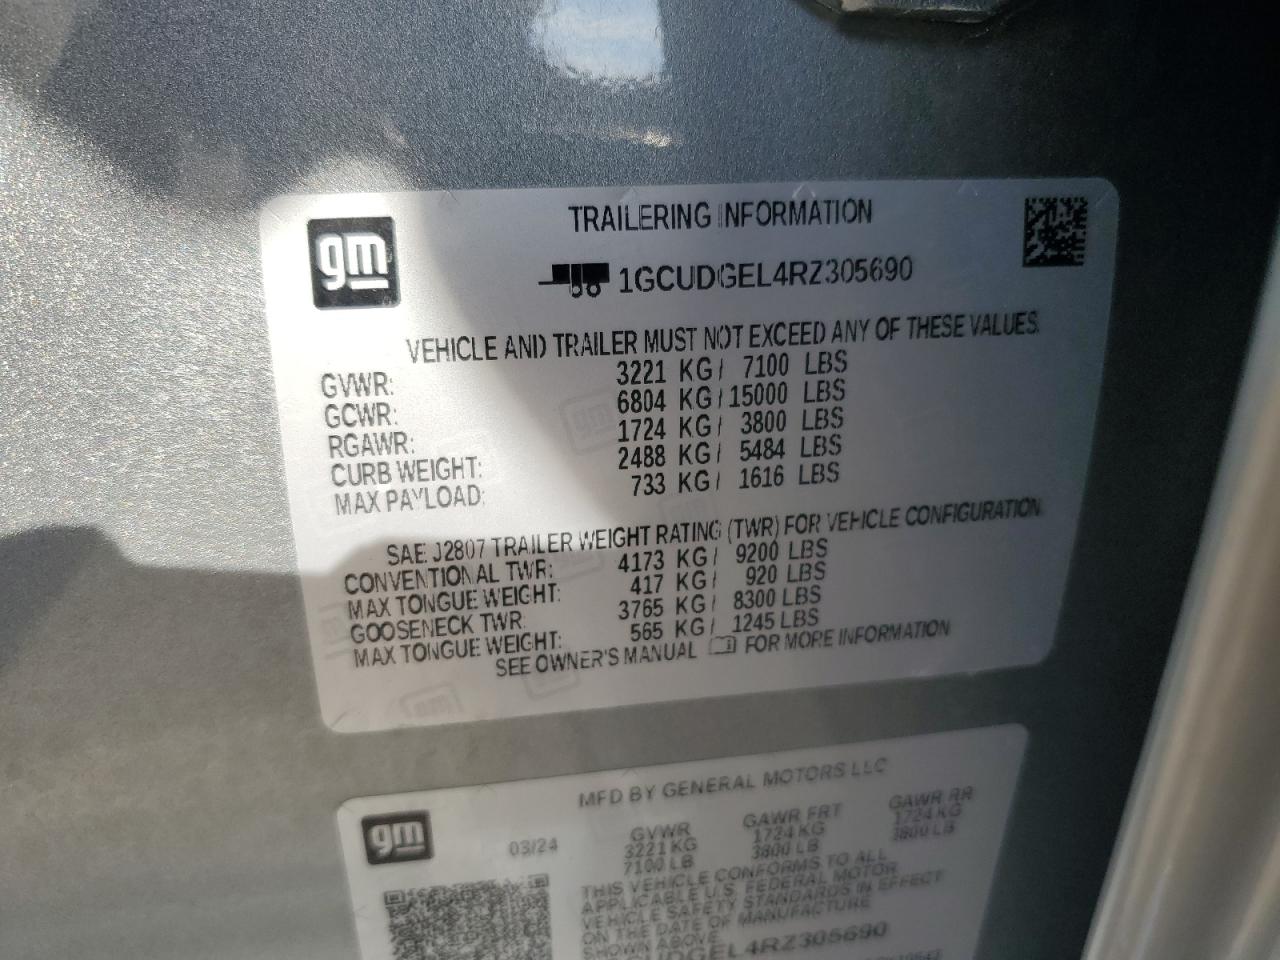 gm
TRAILERING INFORMATION
1GCUDGEL4RZ305690
VEHICLE AND TRAILER MUST NOT EXCEED ANY OF THESE VALUES.
GVWR: 3221 KG/ 7100 LBS
GCWR: 6804 KG/ 15000 LBS
RGAWR: 1724 KG/ 3800 LBS
CURB WEIGHT: 2488 KG/ 5484 LBS
MAX PAYLOAD: 733 KG/ 1616 LBS
SAE J2807 TRAILER WEIGHT RATING (TWR) FOR VEHICLE CONFIGURATION.
CONVENTIONAL TWR: 4173 KG/ 9200 LBS
MAX TONGUE WEIGHT: 417 KG/ 920 LBS
GOOSENECK TWR: 3765 KG/ 8300 LBS
MAX TONGUE WEIGHT: 565 KG/ 1245 LBS
SEE OWNER'S MANUAL FOR MORE INFORMATION
gm
MFD BY GENERAL MOTORS LLC
03/24
GVWR GAWR FRT GAWR RR
3221 KG 1724 KG 1724 KG
7100 LB 3800 LB 3800 LB
THIS VEHICLE CONFORMS TO ALL
APPLICABLE U.S. FEDERAL MOTOR
VEHICLE SAFETY STANDARDS IN EFFECT
ON THE DATE OF MANUFACTURE
SHOWN ABOVE
CUDGEL4RZ305690